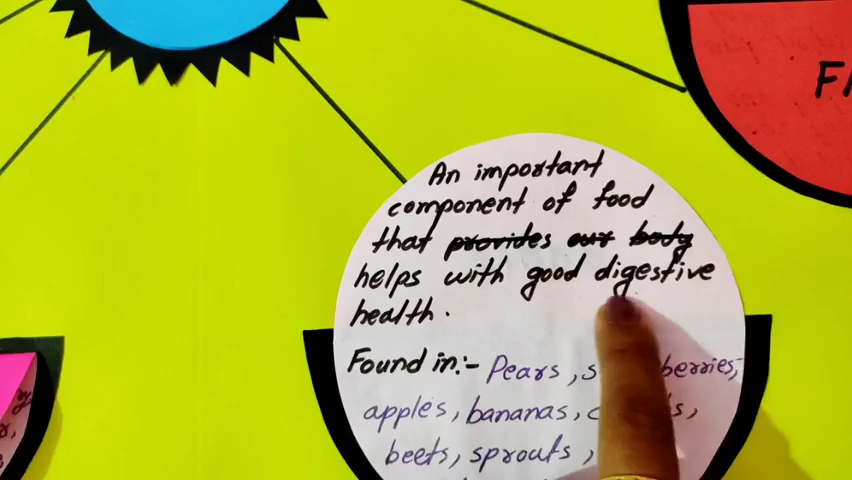 An important
component of food
that provides our body
helps with good digestive
health.
Found in:- Pears,
apples, bananas,
beets, sprouts,